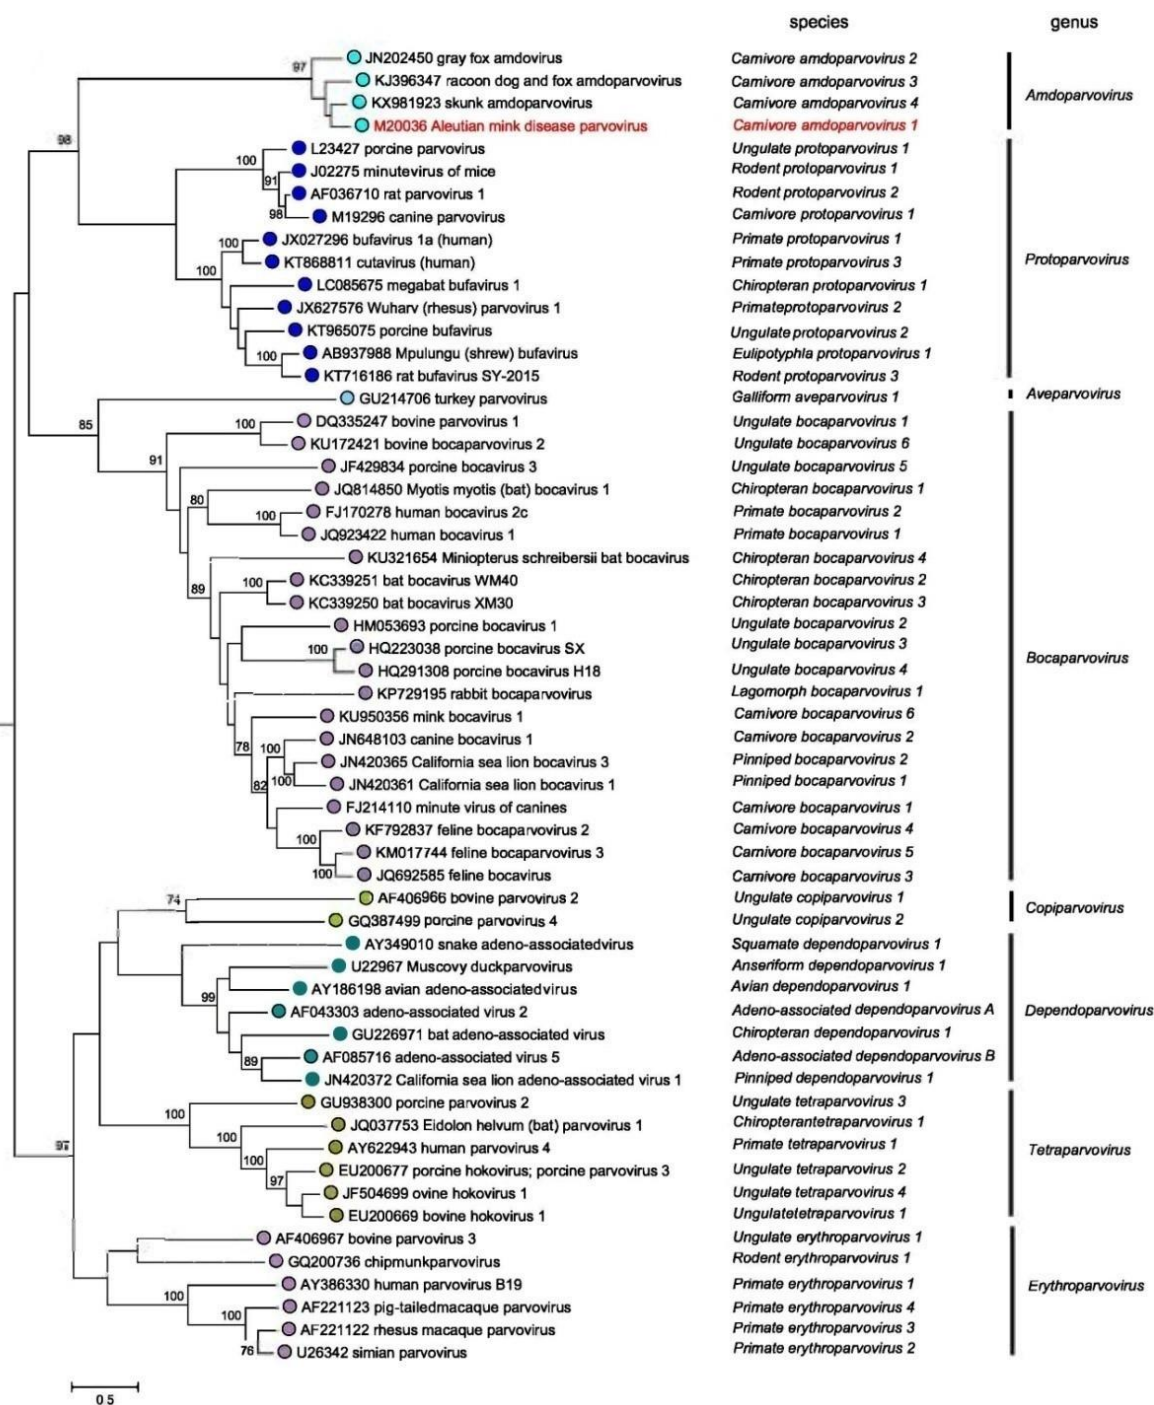 species genus
97 JN202450 gray fox amdovirus Carnivore amdoparvovirus 2
KJ396347 racoon dog and fox amdoparvovirus Carnivore amdoparvovirus 3
KX981923 skunk amdoparvovirus Carnivore amdoparvovirus 4
Amdoparvovirus
M20036 Aleutian mink disease parvovirus Carnivore amdoparvovirus 1
98
L23427 porcine parvovirus Ungulate protoparvovirus 1
100 J02275 minutevirus of mice Rodent protoparvovirus 1
91 AF036710 rat parvovirus 1 Rodent protoparvovirus 2
98 M19296 canine parvovirus Carnivore protoparvovirus 1
100 JX027296 bufavirus 1a (human) Primate protoparvovirus 1
KT868811 cutavirus (human) Primate protoparvovirus 3
Protoparvovirus
100 LC085675 megabat bufavirus 1 Chiropteran protoparvovirus 1
JX627576 Wuharv (rhesus) parvovirus 1 Primateprotoparvovirus 2
KT965075 porcine bufavirus Ungulate protoparvovirus 2
100 AB937988 Mpulungu (shrew) bufavirus Eulipotyphla protoparvovirus 1
KT716186 rat bufavirus SY-2015 Rodent protoparvovirus 3
GU214706 turkey parvovirus Galliform aveparvovirus 1 Aveparvovirus
85 100 DQ335247 bovine parvovirus 1 Ungulate bocaparvovirus 1
KU172421 bovine bocaparvovirus 2 Ungulate bocaparvovirus 6
91 JF429834 porcine bocavirus 3 Ungulate bocaparvovirus 5
80 JQ814850 Myotis myotis (bat) bocavirus 1 Chiropteran bocaparvovirus 1
100 FJ170278 human bocavirus 2c Primate bocaparvovirus 2
JQ923422 human bocavirus 1 Primate bocaparvovirus 1
KU321654 Miniopterus schreibersii bat bocavirus Chiropteran bocaparvovirus 4
89 100 KC339251 bat bocavirus WM40 Chiropteran bocaparvovirus 2
KC339250 bat bocavirus XM30 Chiropteran bocaparvovirus 3
HM053693 porcine bocavirus 1 Ungulate bocaparvovirus 2
100 HQ223038 porcine bocavirus SX Ungulate bocaparvovirus 3
Bocaparvovirus
HQ291308 porcine bocavirus H18 Ungulate bocaparvovirus 4
KP729195 rabbit bocaparvovirus Lagomorph bocaparvovirus 1
KU950356 mink bocavirus 1 Carnivore bocaparvovirus 6
78 100 JN648103 canine bocavirus 1 Carnivore bocaparvovirus 2
JN420365 California sea lion bocavirus 3 Pinniped bocaparvovirus 2
82 100 JN420361 California sea lion bocavirus 1 Pinniped bocaparvovirus 1
FJ214110 minute virus of canines Carnivore bocaparvovirus 1
100 KF792837 feline bocaparvovirus 2 Carnivore bocaparvovirus 4
KM017744 feline bocaparvovirus 3 Carnivore bocaparvovirus 5
100 JQ692585 feline bocavirus Carnivore bocaparvovirus 3
74 AF406966 bovine parvovirus 2 Ungulate copiparvovirus 1
Copiparvovirus
GQ387499 porcine parvovirus 4 Ungulate copiparvovirus 2
AY349010 snake adeno-associatedvirus Squamate dependoparvovirus 1
U22967 Muscovy duckparvovirus Anseriform dependoparvovirus 1
99 AY186198 avian adeno-associatedvirus Avian dependoparvovirus 1
AF043303 adeno-associated virus 2 Adeno-associated dependoparvovirus A Dependoparvovirus
GU226971 bat adeno-associated virus Chiropteran dependoparvovirus 1
89 AF085716 adeno-associated virus 5 Adeno-associated dependoparvovirus B
JN420372 California sea lion adeno-associated virus 1 Pinniped dependoparvovirus 1
100 GU938300 porcine parvovirus 2 Ungulate tetraparvovirus 3
100 JQ037753 Eidolon helvum (bat) parvovirus 1 Chiropterantetraparvovirus 1
97 100 AY622943 human parvovirus 4 Primate tetraparvovirus 1 Tetraparvovirus
97 EU200677 porcine hokovirus; porcine parvovirus 3 Ungulate tetraparvovirus 2
JF504699 ovine hokovirus 1 Ungulate tetraparvovirus 4
EU200669 bovine hokovirus 1 Ungulatetetraparvovirus 1
AF406967 bovine parvovirus 3 Ungulate erythroparvovirus 1
GQ200736 chipmunkparvovirus Rodent erythroparvovirus 1
100 AY386330 human parvovirus B19 Primate erythroparvovirus 1 Erythroparvovirus
100 AF221123 pig-tailedmacaque parvovirus Primate erythroparvovirus 4
AF221122 rhesus macaque parvovirus Primate erythroparvovirus 3
76 U26342 simian parvovirus Primate erythroparvovirus 2
0 5